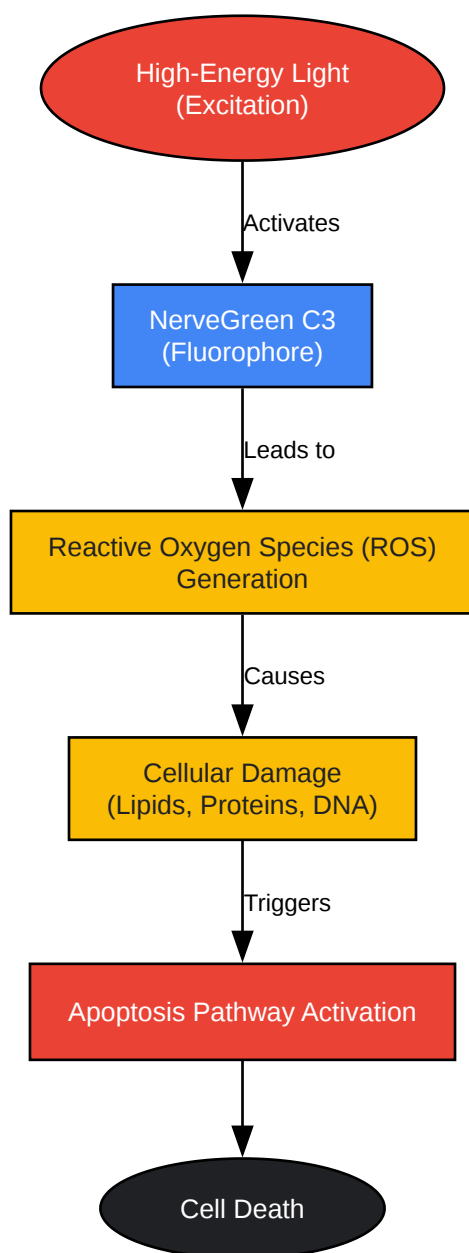 High-Energy Light
(Excitation)
Activates
NerveGreen C3
(Fluorophore)
Leads to
Reactive Oxygen Species (ROS)
Generation
Causes
Cellular Damage
(Lipids, Proteins, DNA)
Triggers
Apoptosis Pathway Activation
Cell Death